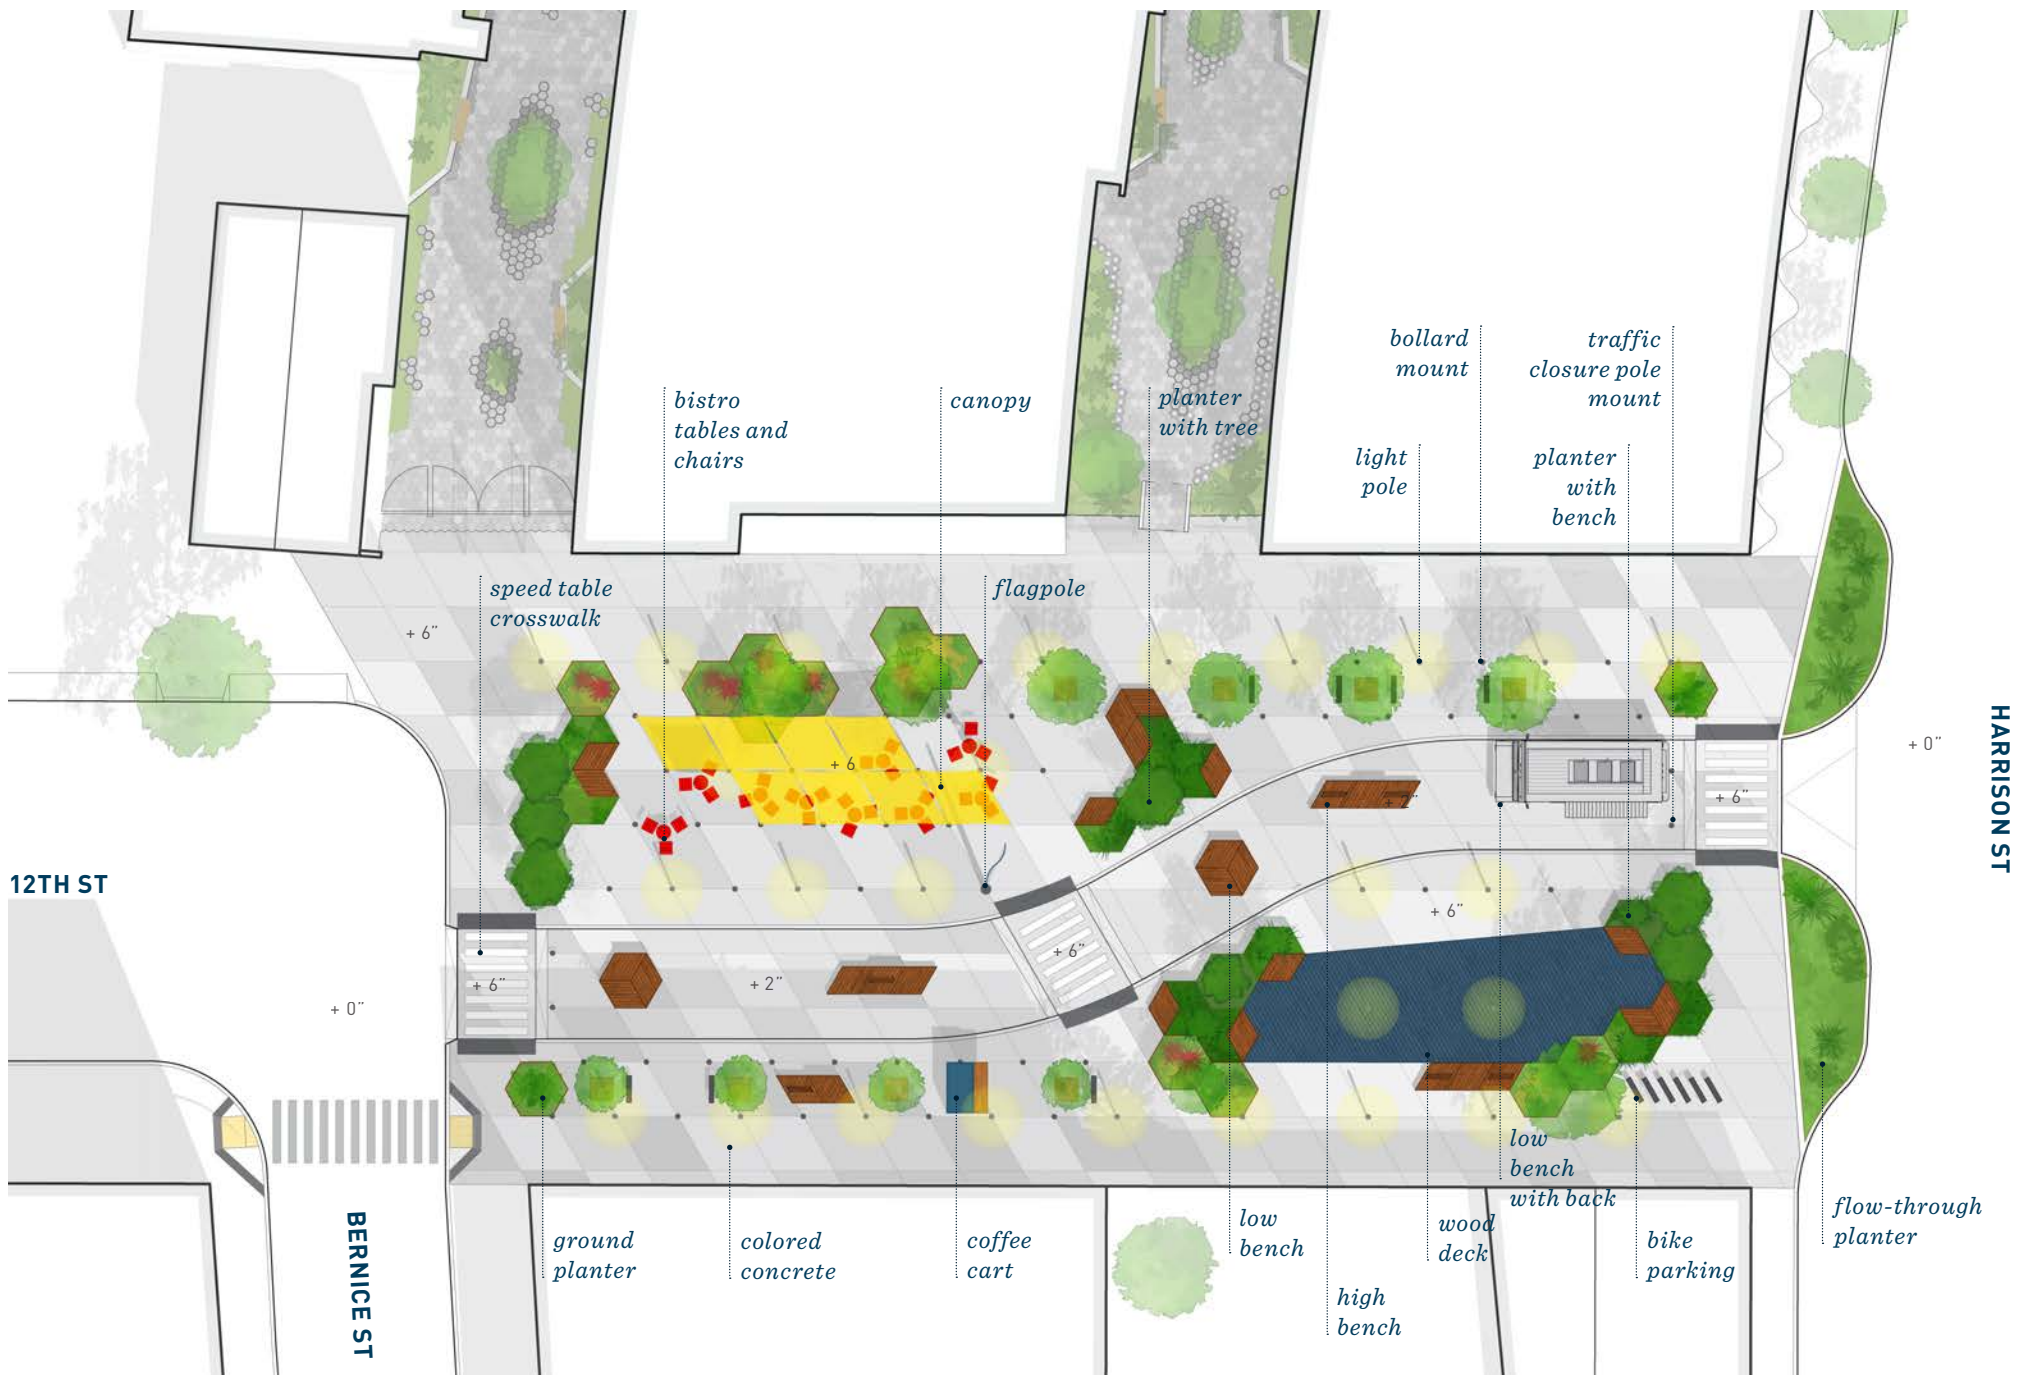 bollard
mount
traffic
closure pole
mount
bistro
tables and
chairs
canopy
planter
with tree
light
pole
planter
with
bench
speed table
crosswalk
flagpole
+ 6"
HARRISON ST
+ 0"
+ 6
+ 2"
+ 6"
12TH ST
+ 6"
+ 6"
+ 6"
+ 2"
+ 0"
low
bench
with back
BERNICE ST
ground
planter
colored
concrete
coffee
cart
low
bench
wood
deck
bike
parking
flow-through
planter
high
bench